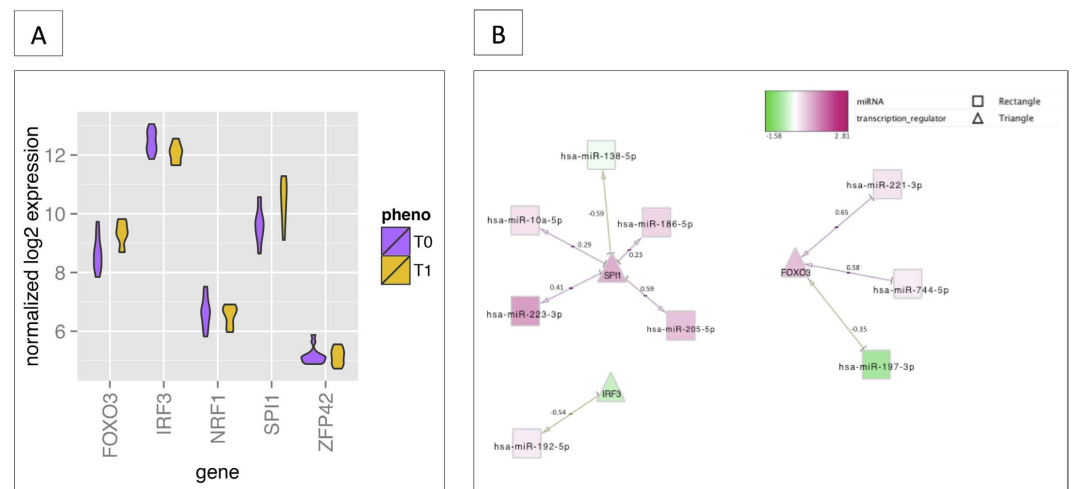 A
B
normalized log2 expression
12
10
8
6
FOXO3
IRF3
NRF1
SPI1
ZFP42
gene
pheno
T0
T1
-1.58
2.81
miRNA
Rectangle
transcription_regulator
Triangle
hsa-miR-138-5p
-0.59
hsa-miR-10a-5p
0.29
hsa-miR-186-5p
0.23
SPI1
hsa-miR-223-3p
0.41
0.59
hsa-miR-205-5p
IRF3
-0.54
hsa-miR-192-5p
hsa-miR-221-3p
0.65
FOXO3
0.58
hsa-miR-744-5p
-0.35
hsa-miR-197-3p